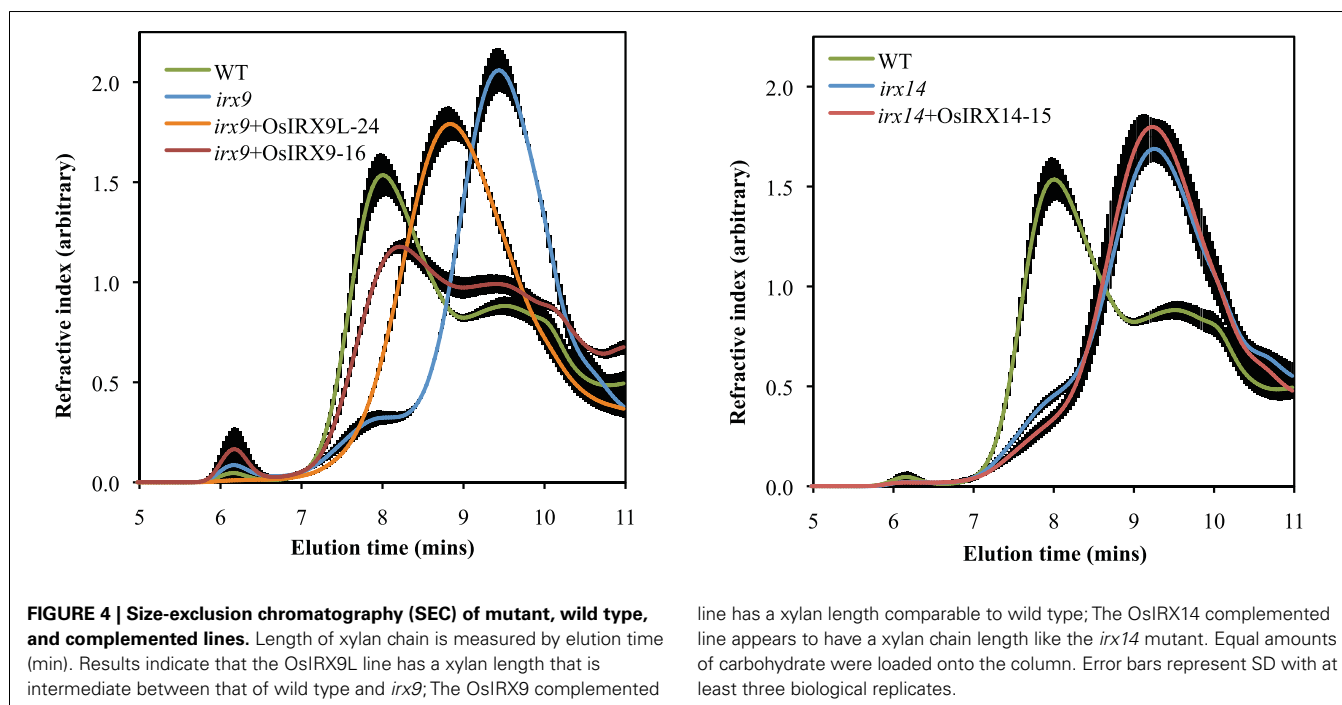 2.0
1.5
1.0
0.5
0.0
Refractive index (arbitrary)
WT
irx9
irx9+OsIRX9L-24
irx9+OsIRX9-16
5 6 7 8 9 10 11
Elution time (mins)
2.0
1.5
1.0
0.5
0.0
Refractive index (arbitrary)
WT
irx14
irx14+OsIRX14-15
5 6 7 8 9 10 11
Elution time (mins)
FIGURE 4 | Size-exclusion chromatography (SEC) of mutant, wild type,
and complemented lines. Length of xylan chain is measured by elution time
(min). Results indicate that the OsIRX9L line has a xylan length that is
intermediate between that of wild type and irx9; The OsIRX9 complemented
line has a xylan length comparable to wild type; The OsIRX14 complemented
line appears to have a xylan chain length like the irx14 mutant. Equal amounts
of carbohydrate were loaded onto the column. Error bars represent SD with at
least three biological replicates.